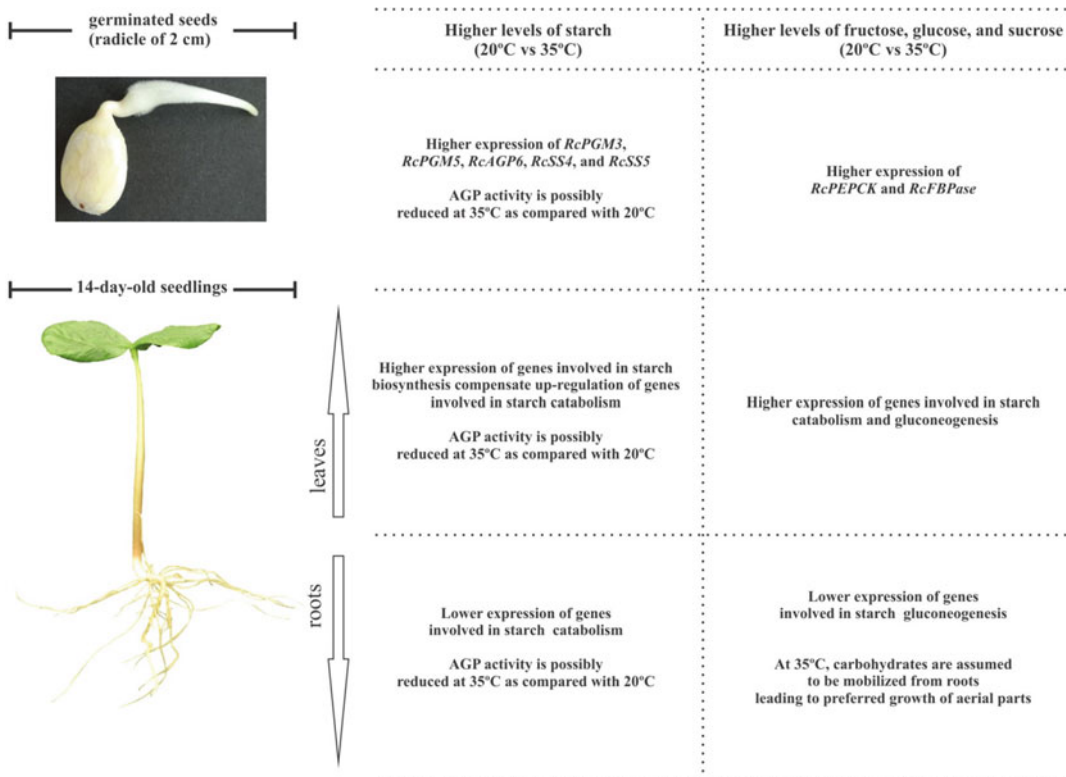 germinated seeds
(radicle of 2 cm)
Higher levels of starch
(20ºC vs 35ºC)
Higher levels of fructose, glucose, and sucrose
(20ºC vs 35ºC)
Higher expression of RcPGM3,
RcPGM5, RcAGP6, RcSS4, and RcSS5
AGP activity is possibly
reduced at 35ºC as compared with 20ºC
Higher expression of
RcPEPCK and RcFBPase
14-day-old seedlings
leaves
Higher expression of genes involved in starch
biosynthesis compensate up-regulation of genes
involved in starch catabolism
AGP activity is possibly
reduced at 35ºC as compared with 20ºC
Higher expression of genes involved in starch
catabolism and gluconeogenesis
roots
Lower expression of genes
involved in starch catabolism
AGP activity is possibly
reduced at 35ºC as compared with 20ºC
Lower expression of genes
involved in starch gluconeogenesis
At 35ºC, carbohydrates are assumed
to be mobilized from roots
leading to preferred growth of aerial parts